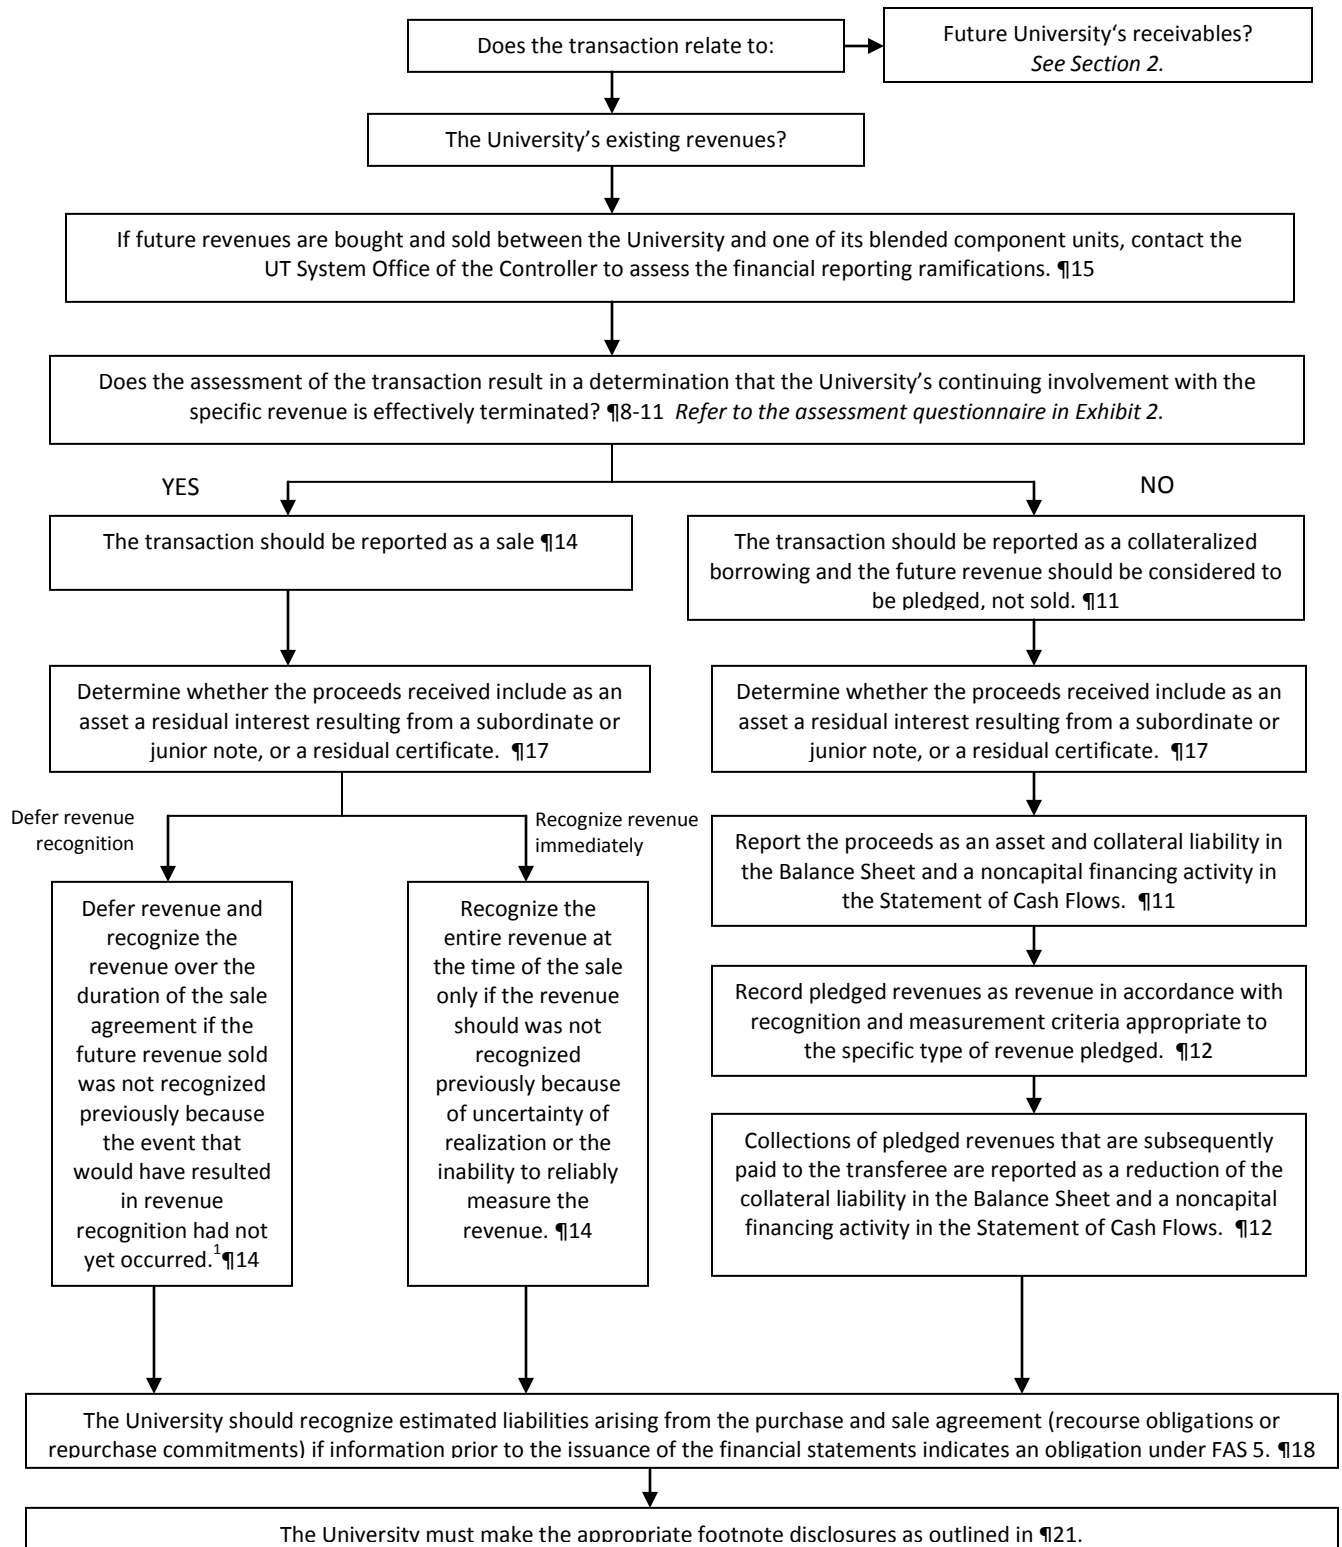 Does the transaction relate to:
Future University‘s receivables?
See Section 2.
The University’s existing revenues?
If future revenues are bought and sold between the University and one of its blended component units, contact the
UT System Office of the Controller to assess the financial reporting ramifications. ¶15
Does the assessment of the transaction result in a determination that the University’s continuing involvement with the
specific revenue is effectively terminated? ¶8-11 Refer to the assessment questionnaire in Exhibit 2.
YES
NO
The transaction should be reported as a sale ¶14
The transaction should be reported as a collateralized
borrowing and the future revenue should be considered to
be pledged, not sold. ¶11
Determine whether the proceeds received include as an
asset a residual interest resulting from a subordinate or
junior note, or a residual certificate. ¶17
Determine whether the proceeds received include as an
asset a residual interest resulting from a subordinate or
junior note, or a residual certificate. ¶17
Defer revenue
recognition
Recognize revenue
immediately
Defer revenue and
recognize the
revenue over the
duration of the sale
agreement if the
future revenue sold
was not recognized
previously because
the event that
would have resulted
in revenue
recognition had not
yet occurred.1¶14
Recognize the
entire revenue at
the time of the sale
only if the revenue
should was not
recognized
previously because
of uncertainty of
realization or the
inability to reliably
measure the
revenue. ¶14
Report the proceeds as an asset and collateral liability in
the Balance Sheet and a noncapital financing activity in
the Statement of Cash Flows. ¶11
Record pledged revenues as revenue in accordance with
recognition and measurement criteria appropriate to
the specific type of revenue pledged. ¶12
Collections of pledged revenues that are subsequently
paid to the transferee are reported as a reduction of the
collateral liability in the Balance Sheet and a noncapital
financing activity in the Statement of Cash Flows. ¶12
The University should recognize estimated liabilities arising from the purchase and sale agreement (recourse obligations or
repurchase commitments) if information prior to the issuance of the financial statements indicates an obligation under FAS 5. ¶18
The University must make the appropriate footnote disclosures as outlined in ¶21.